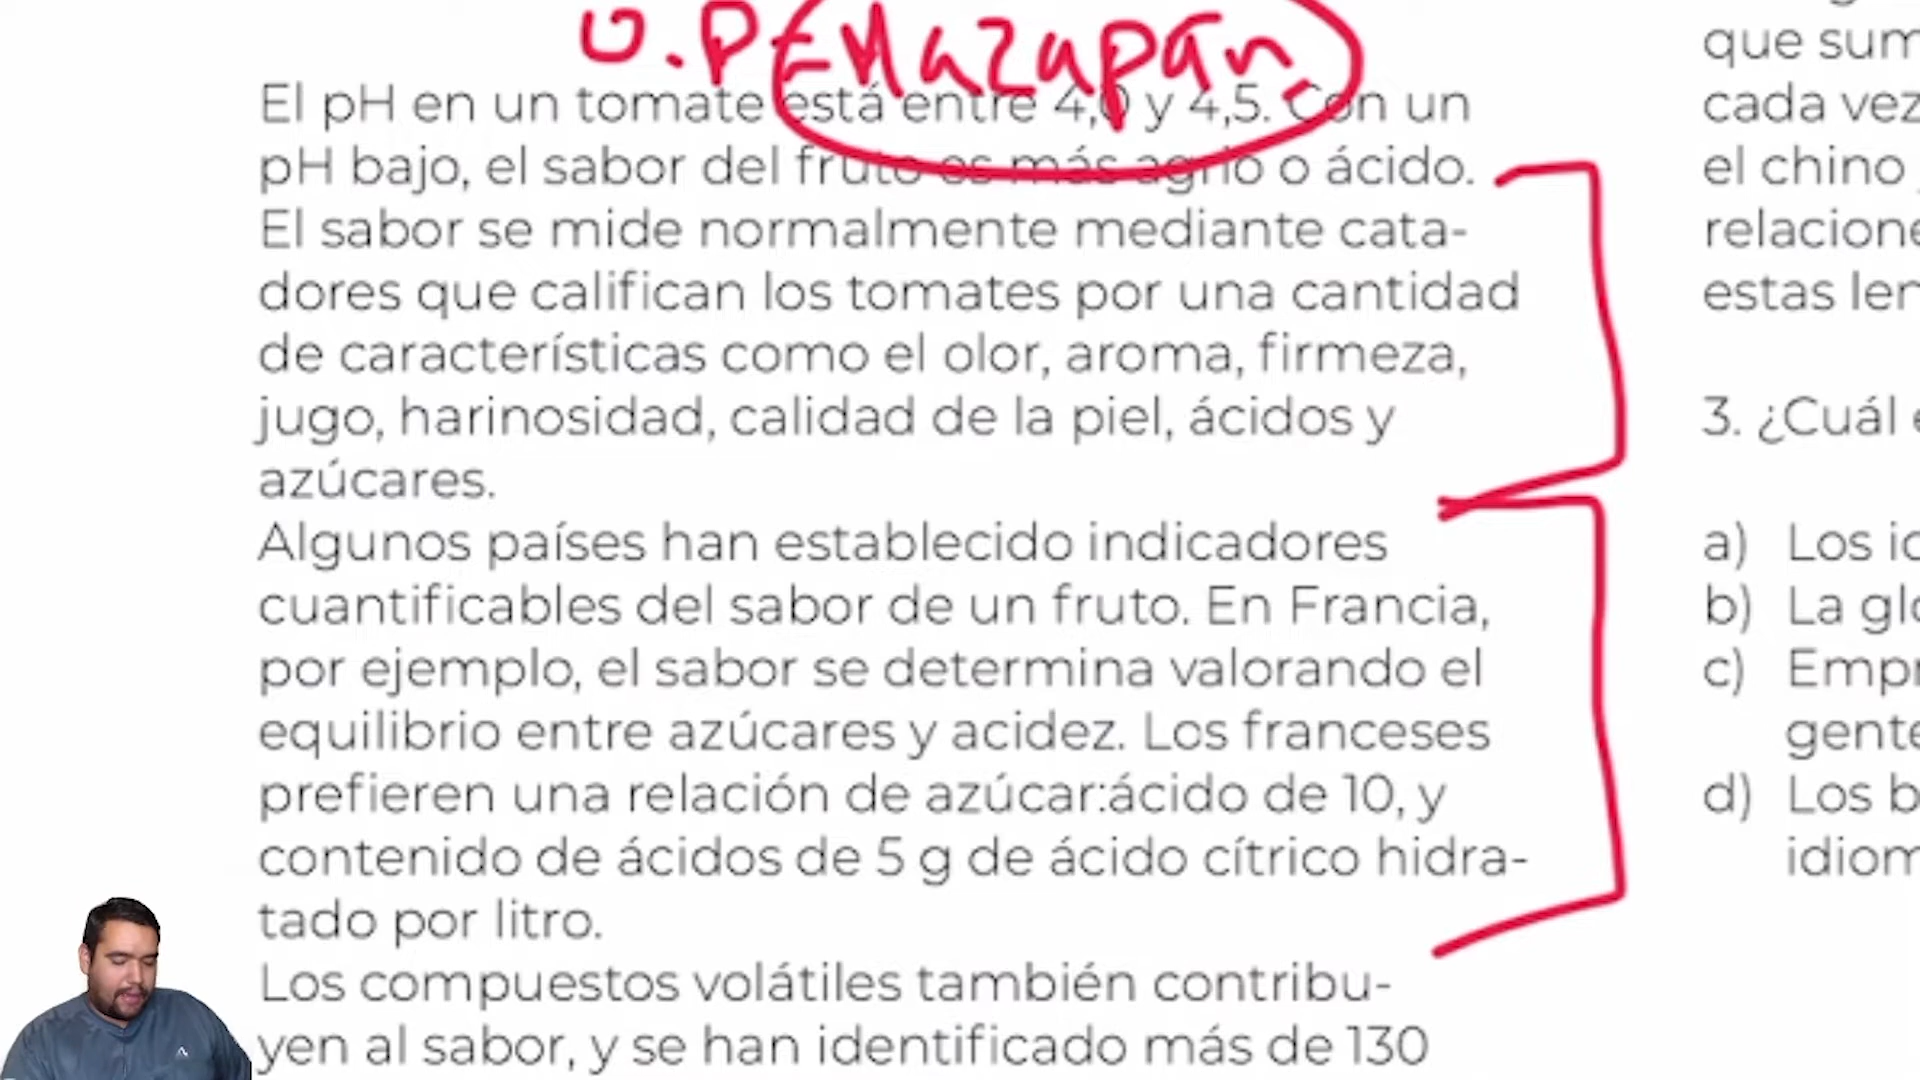 O.P EMazapán.
El pH en un tomate está entre 4,0 y 4,5. Con un
pH bajo, el sabor del fruto es más agrio o ácido.
El sabor se mide normalmente mediante cata-
dores que califican los tomates por una cantidad
de características como el olor, aroma, firmeza,
jugo, harinosidad, calidad de la piel, ácidos y
azúcares.
Algunos países han establecido indicadores
cuantificables del sabor de un fruto. En Francia,
por ejemplo, el sabor se determina valorando el
equilibrio entre azúcares y acidez. Los franceses
prefieren una relación de azúcar:ácido de 10, y
contenido de ácidos de 5 g de ácido cítrico hidra-
tado por litro.
Los compuestos volátiles también contribu-
yen al sabor, y se han identificado más de 130
que sum
cada vez
el chino
relacione
estas len
3. ¿Cuál e
a) Los id
b) La glo
c) Empr
gente
d) Los b
idiom